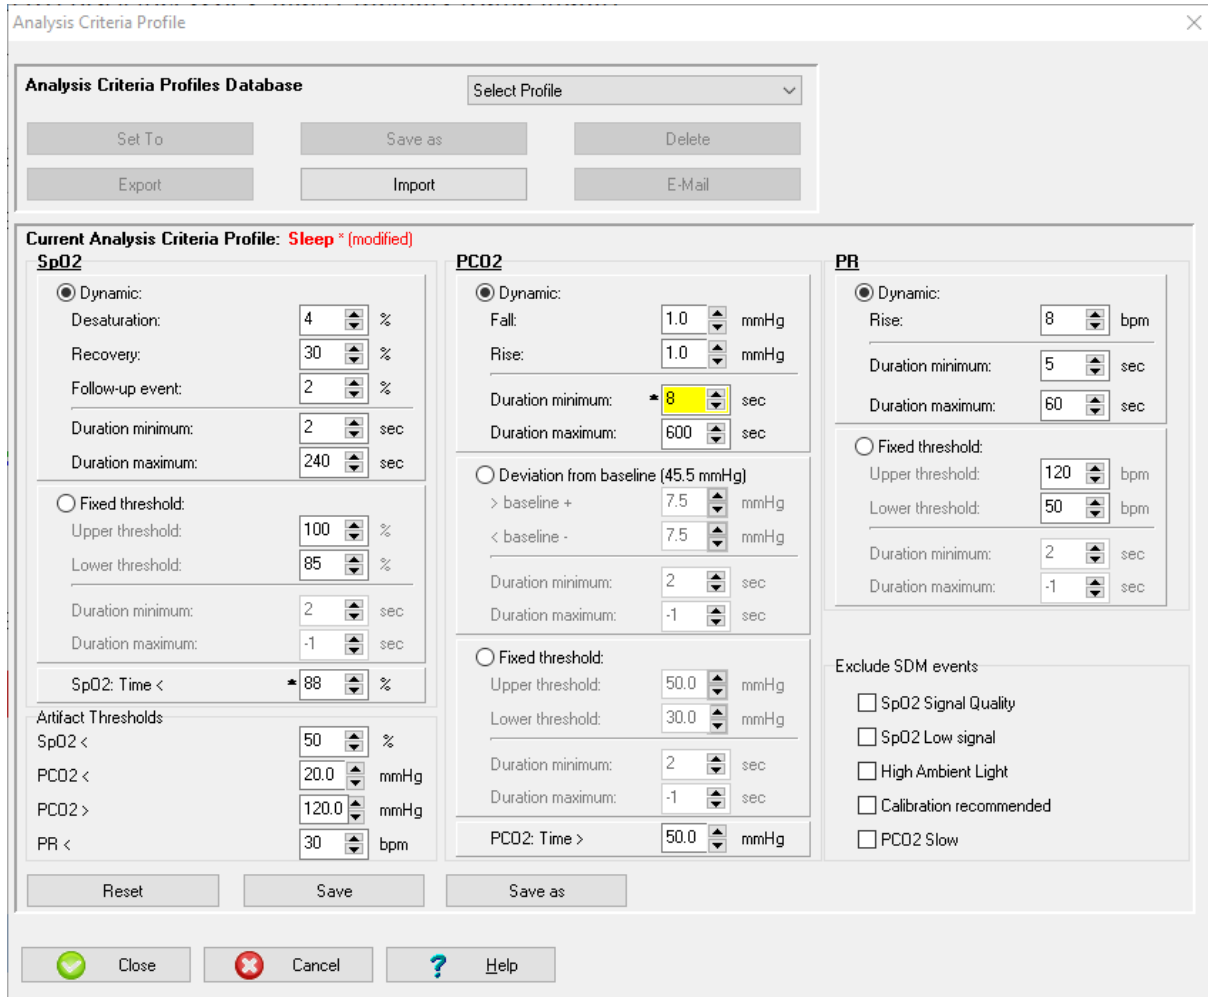 Analysis Criteria Profile
Analysis Criteria Profiles Database
Select Profile
Set To
Save as
Delete
Export
Import
E-Mail
Current Analysis Criteria Profile: Sleep * (modified)
SpO2
Dynamic:
Desaturation: 4 %
Recovery: 30 %
Follow-up event: 2 %
Duration minimum: 2 sec
Duration maximum: 240 sec
Fixed threshold:
Upper threshold: 100 %
Lower threshold: 85 %
Duration minimum: 2 sec
Duration maximum: -1 sec
SpO2: Time < * 88 %
Artifact Thresholds
SpO2 < 50 %
PCO2 < 20.0 mmHg
PCO2 > 120.0 mmHg
PR < 30 bpm
PCO2
Dynamic:
Fall: 1.0 mmHg
Rise: 1.0 mmHg
Duration minimum: * 8 sec
Duration maximum: 600 sec
Deviation from baseline (45.5 mmHg)
> baseline + 7.5 mmHg
< baseline - 7.5 mmHg
Duration minimum: 2 sec
Duration maximum: -1 sec
Fixed threshold:
Upper threshold: 50.0 mmHg
Lower threshold: 30.0 mmHg
Duration minimum: 2 sec
Duration maximum: -1 sec
PCO2: Time > 50.0 mmHg
PR
Dynamic:
Rise: 8 bpm
Duration minimum: 5 sec
Duration maximum: 60 sec
Fixed threshold:
Upper threshold: 120 bpm
Lower threshold: 50 bpm
Duration minimum: 2 sec
Duration maximum: -1 sec
Exclude SDM events
SpO2 Signal Quality
SpO2 Low signal
High Ambient Light
Calibration recommended
PCO2 Slow
Reset
Save
Save as
Close
Cancel
? Help